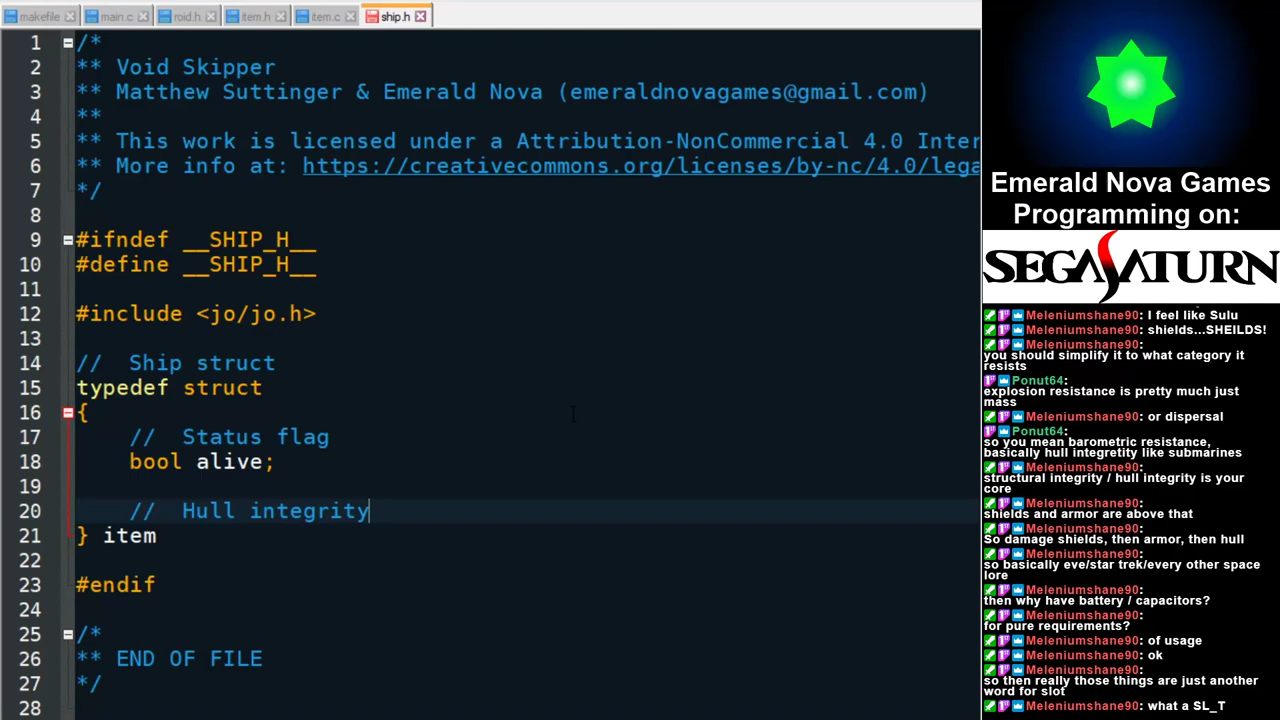 makefile main.c roid.h item.h item.c ship.h
1 /*
2 ** Void Skipper
3 ** Matthew Suttinger & Emerald Nova (emeraldnovagames@gmail.com)
4 **
5 ** This work is licensed under a Attribution-NonCommercial 4.0 Inter
6 ** More info at: https://creativecommons.org/licenses/by-nc/4.0/lega
7 */
8
9 #ifndef __SHIP_H__
10 #define __SHIP_H__
11
12 #include <jo/jo.h>
13
14 // Ship struct
15 typedef struct
16 {
17 // Status flag
18 bool alive;
19
20 // Hull integrity
21 } item
22
23 #endif
24
25 /*
26 ** END OF FILE
27 */
28
Emerald Nova Games
Programming on:
SEGA SATURN
Meleniumshane90: I feel like Sulu
Meleniumshane90: shields...SHEILDS!
Meleniumshane90:
you should simplify it to what category it
resists
Ponut64:
explosion resistance is pretty much just
mass
Meleniumshane90: or dispersal
Ponut64:
so you mean barometric resistance,
basically hull integretity like submarines
Meleniumshane90:
structural integrity / hull integrity is your
core
Meleniumshane90:
shields and armor are above that
Meleniumshane90:
So damage shields, then armor, then hull
Meleniumshane90:
so basically eve/star trek/every other space
lore
Meleniumshane90:
then why have battery / capacitors?
Meleniumshane90:
for pure requirements?
Meleniumshane90: of usage
Meleniumshane90: ok
Meleniumshane90:
so then really those things are just another
word for slot
Meleniumshane90: what a SL_T